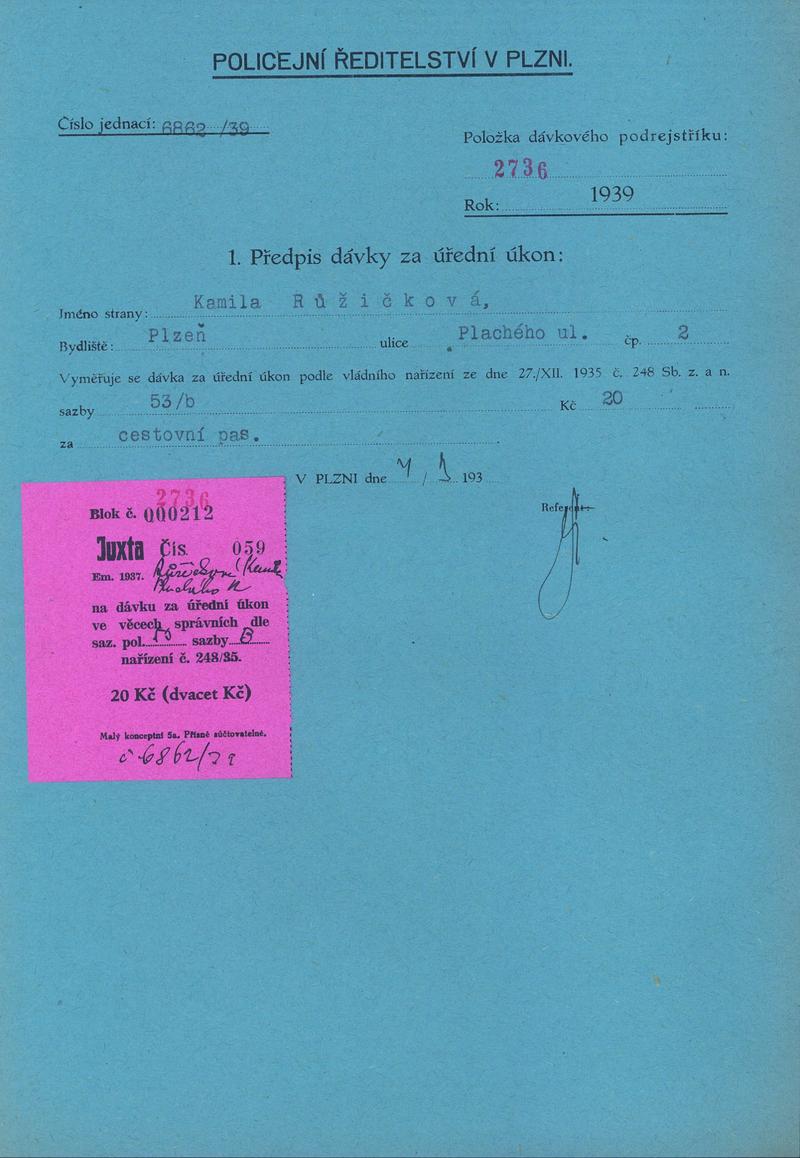 POLICEJNÍ ŘEDITELSTVÍ V PLZNI.
Číslo jednací: 6862 /39
Položka dávkového podrejstříku:
2736
Rok: 1939
1. Předpis dávky za úřední úkon:
Jméno strany: Kamila Růžičková,
Bydliště: Plzeň ulice Plachého ul. čp. 2
Vyměřuje se dávka za úřední úkon podle vládního nařízení ze dne 27./XII. 1935 č. 248 Sb. z. a n.
sazby 53/b Kč 20
za cestovní pas.
V PLZNI dne / 193
Referent:
2736
Blok č. 000212
Juxta Čís. 059
Em. 1937.
na dávku za úřední úkon
ve věcech správních dle
saz. pol. sazby B
nařízení č. 248/35.
20 Kč (dvacet Kč)
Malý konceptní 5a. Přísně súčtovatelné.
č 6862/39